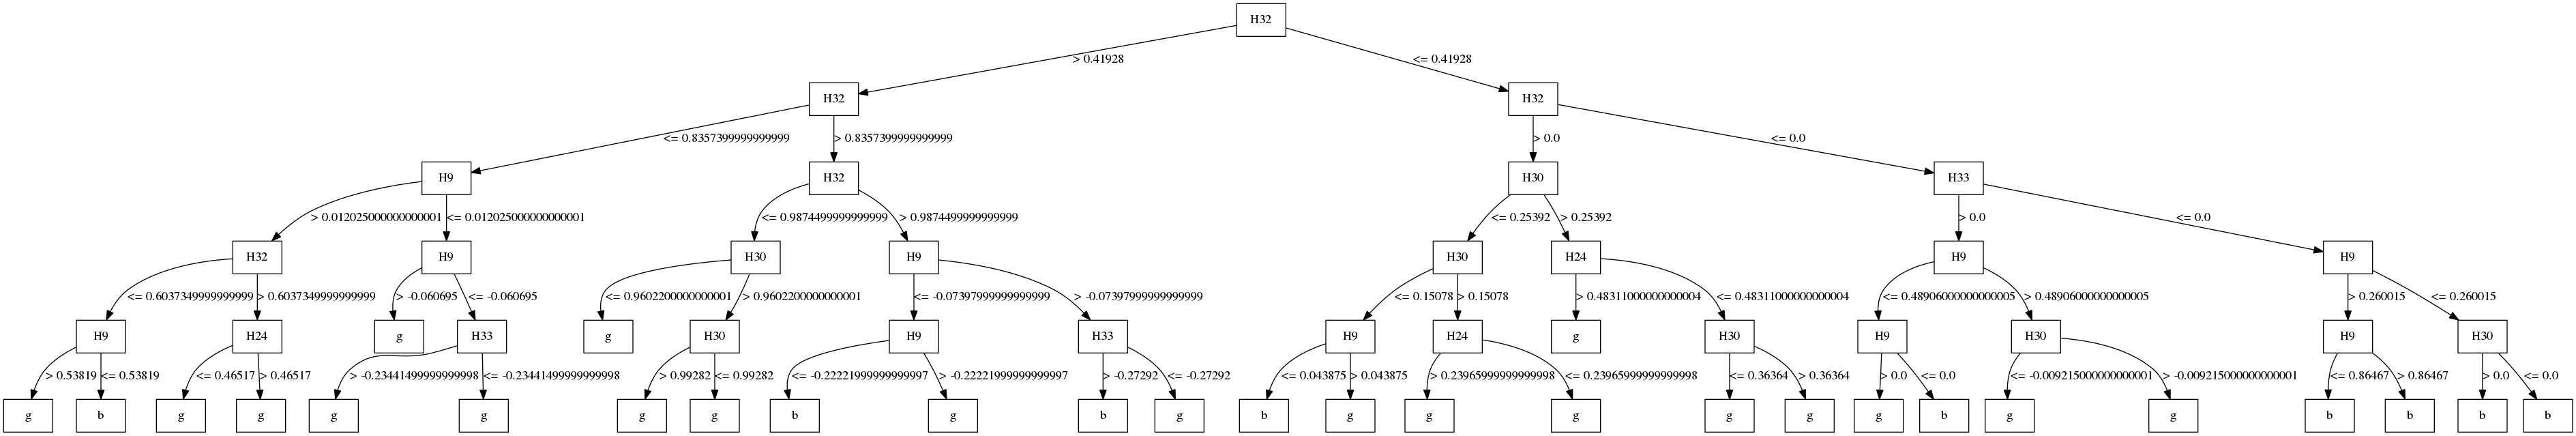 H32
> 0.41928
<= 0.41928
H32
H32
<= 0.8357399999999999
> 0.8357399999999999
> 0.0
<= 0.0
H9
H32
H30
H33
> 0.012025000000000001
<= 0.012025000000000001
<= 0.9874499999999999
> 0.9874499999999999
<= 0.25392
> 0.25392
> 0.0
<= 0.0
H32
H9
H30
H9
H30
H24
H9
H9
<= 0.6037349999999999
> 0.6037349999999999
> -0.060695
<= -0.060695
<= 0.9602200000000001
> 0.9602200000000001
<= -0.07397999999999999
> -0.07397999999999999
<= 0.15078
> 0.15078
> 0.48311000000000004
<= 0.48311000000000004
<= 0.48906000000000005
> 0.48906000000000005
> 0.260015
<= 0.260015
H9
H24
g
H33
g
H30
H9
H33
H9
H24
g
H30
H9
H30
H9
H30
> 0.53819
<= 0.53819
<= 0.46517
> 0.46517
> -0.23441499999999998
<= -0.23441499999999998
> 0.99282
<= 0.99282
<= -0.22221999999999997
> -0.22221999999999997
> -0.27292
<= -0.27292
<= 0.043875
> 0.043875
> 0.23965999999999998
<= 0.23965999999999998
<= 0.36364
> 0.36364
> 0.0
<= 0.0
<= -0.009215000000000001
> -0.009215000000000001
<= 0.86467
> 0.86467
> 0.0
<= 0.0
g
b
g
g
g
g
g
g
b
g
b
g
b
g
g
g
g
g
g
b
g
g
b
b
b
b